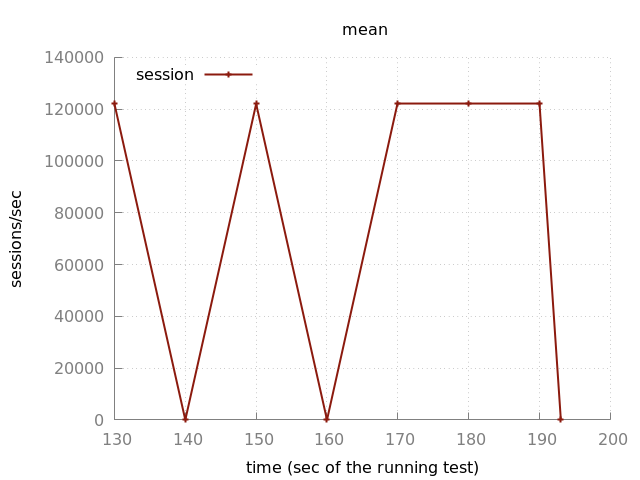 mean
140000
session
120000
100000
80000
60000
40000
20000
0
sessions/sec
130 140 150 160 170 180 190 200
time (sec of the running test)